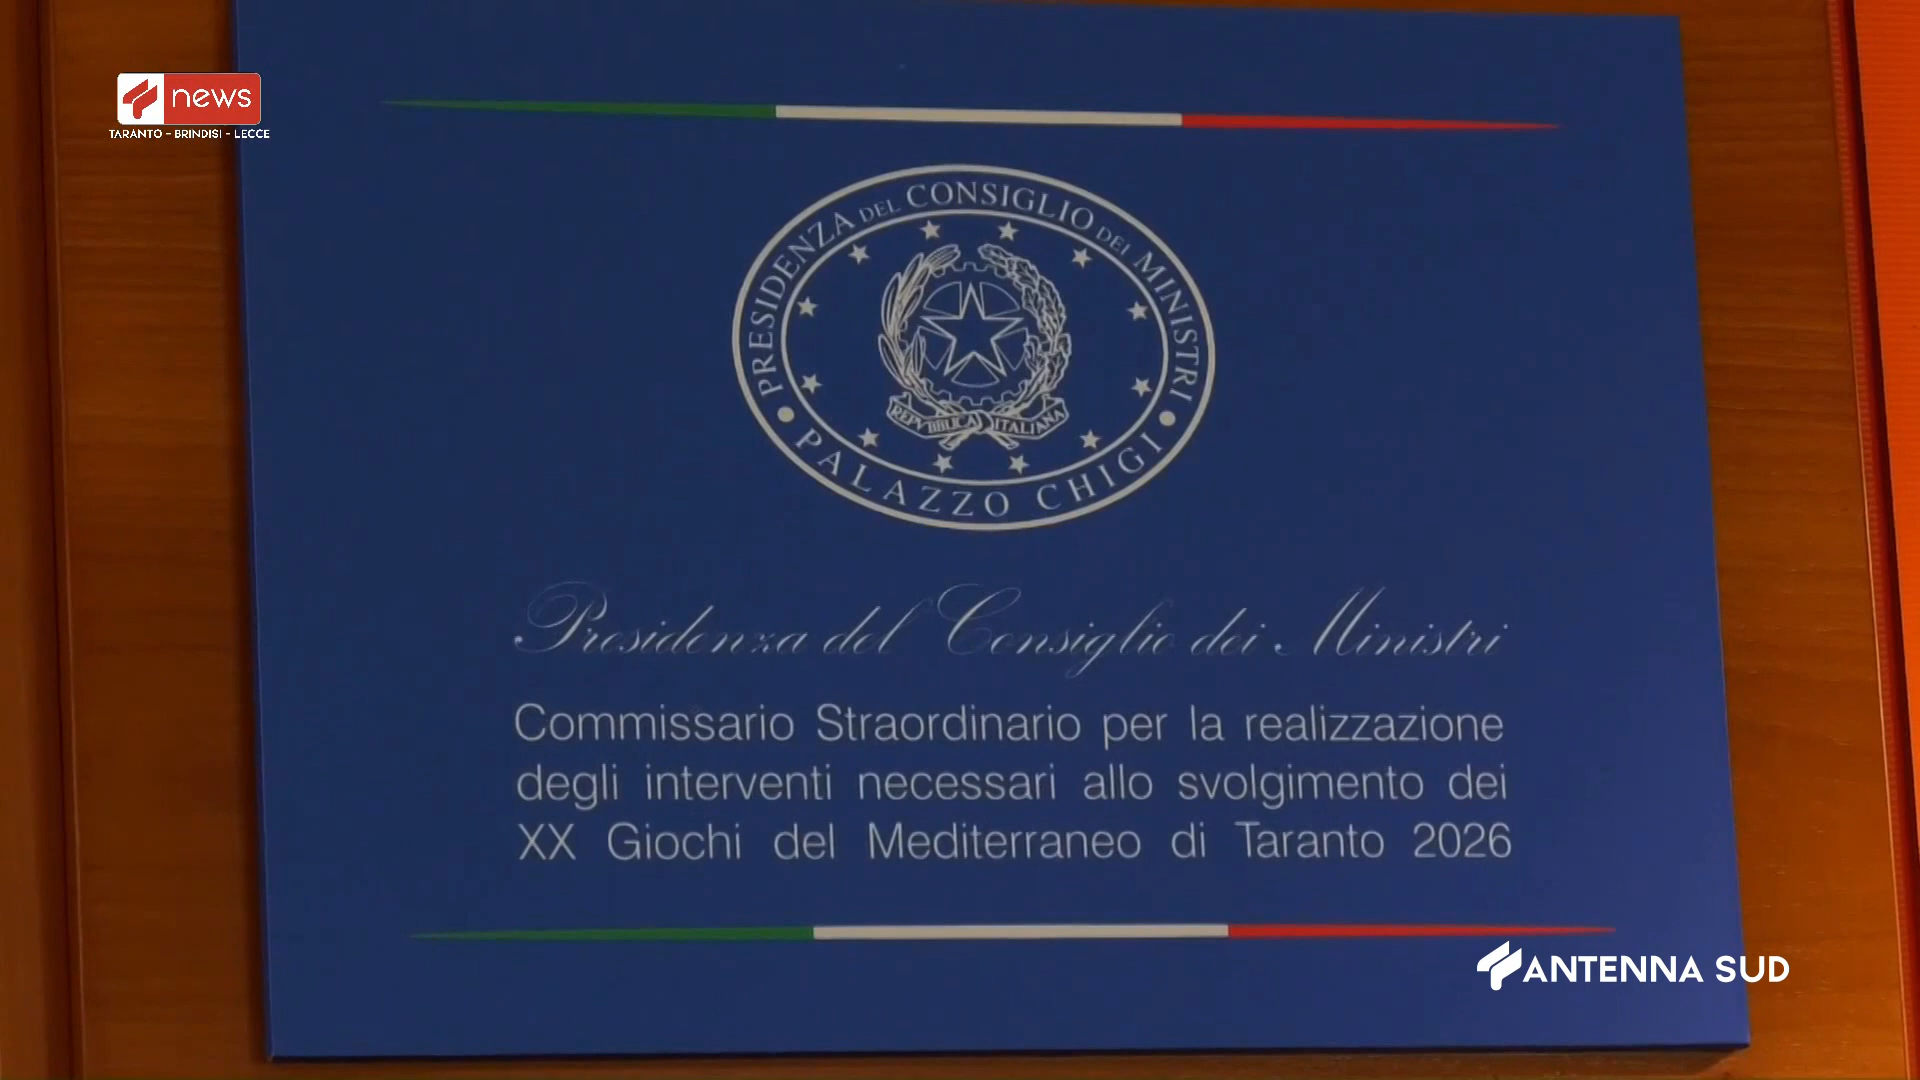 news
TARANTO - BRINDISI - LECCE
PRESIDENZA DEL CONSIGLIO DEI MINISTRI
REPVBBLICA ITALIANA
PALAZZO CHIGI
Presidenza del Consiglio dei Ministri
Commissario Straordinario per la realizzazione
degli interventi necessari allo svolgimento dei
XX Giochi del Mediterraneo di Taranto 2026
ANTENNA SUD